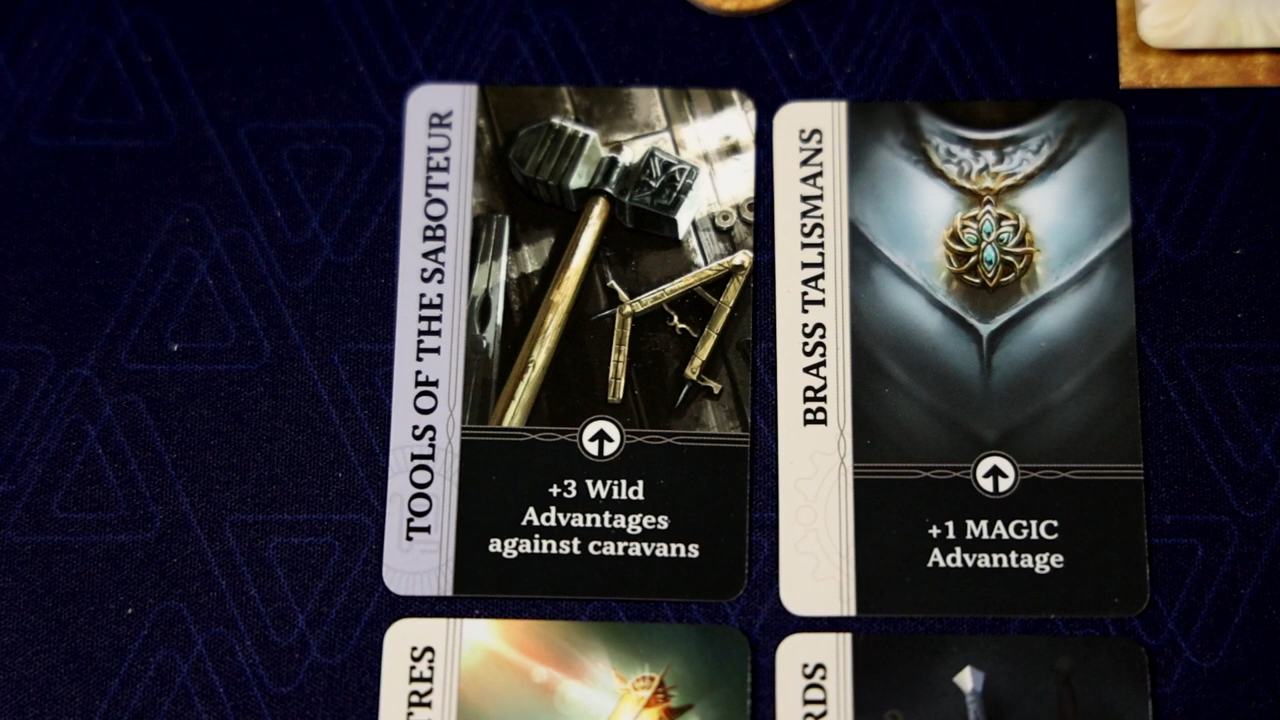 TOOLS OF THE SABOTEUR
+3 Wild
Advantages
against caravans
BRASS TALISMANS
+1 MAGIC
Advantage